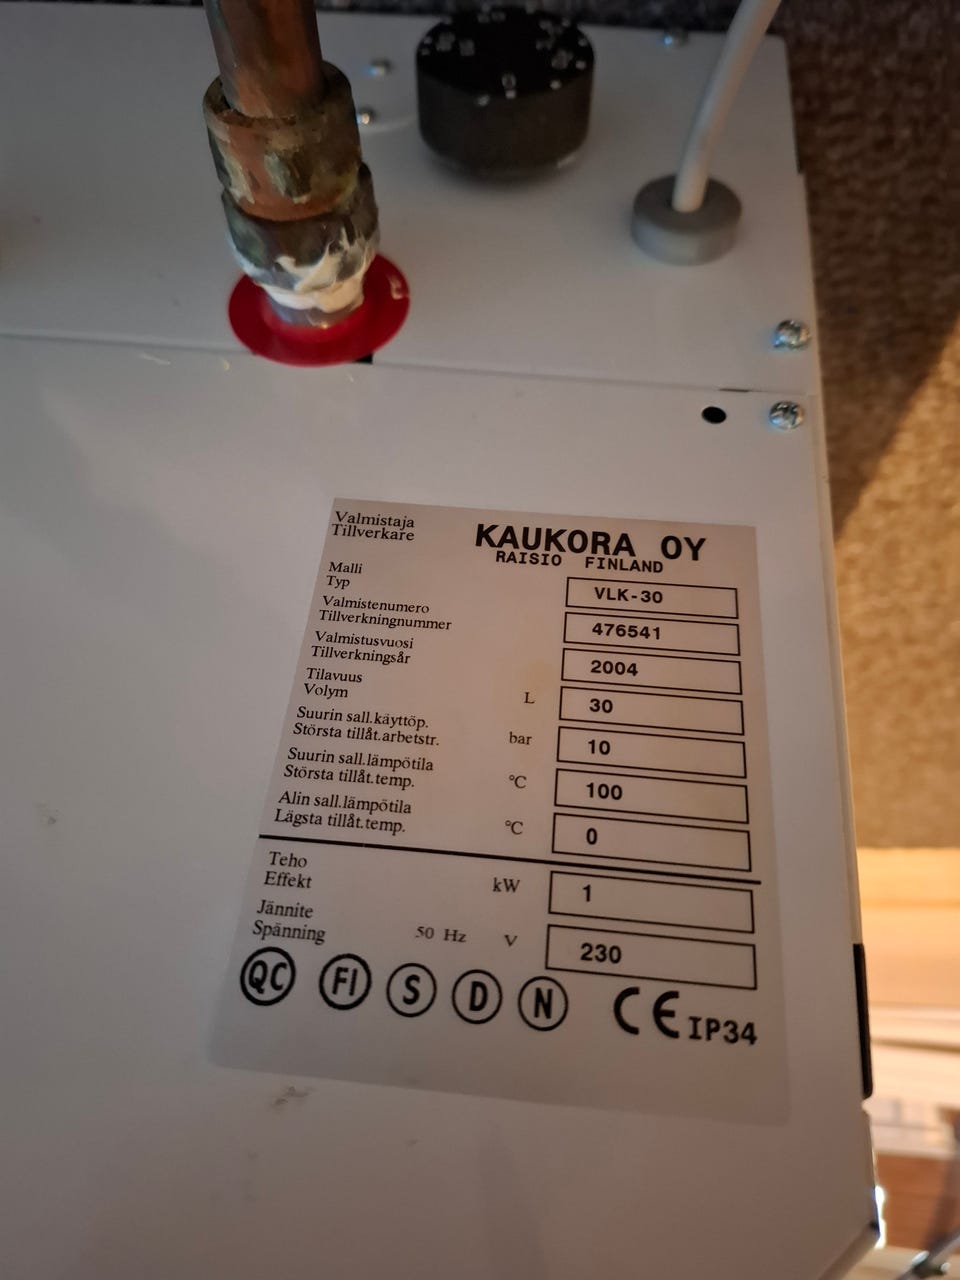 Valmistaja
Tillverkare
KAUKORA OY
RAISIO FINLAND
Malli
Typ
VLK-30
Valmistenumero
Tillverkningnummer
476541
Valmistusvuosi
Tillverkningsår
2004
Tilavuus
Volym
L
30
Suurin sall.käyttöp.
Största tillåt.arbetstr.
bar
10
Suurin sall.lämpötila
Största tillåt.temp.
°C
100
Alin sall.lämpötila
Lägsta tillåt.temp.
°C
0
Teho
Effekt
kW
1
Jännite
Spänning
50 Hz V
230
QC FI S D N CE IP34